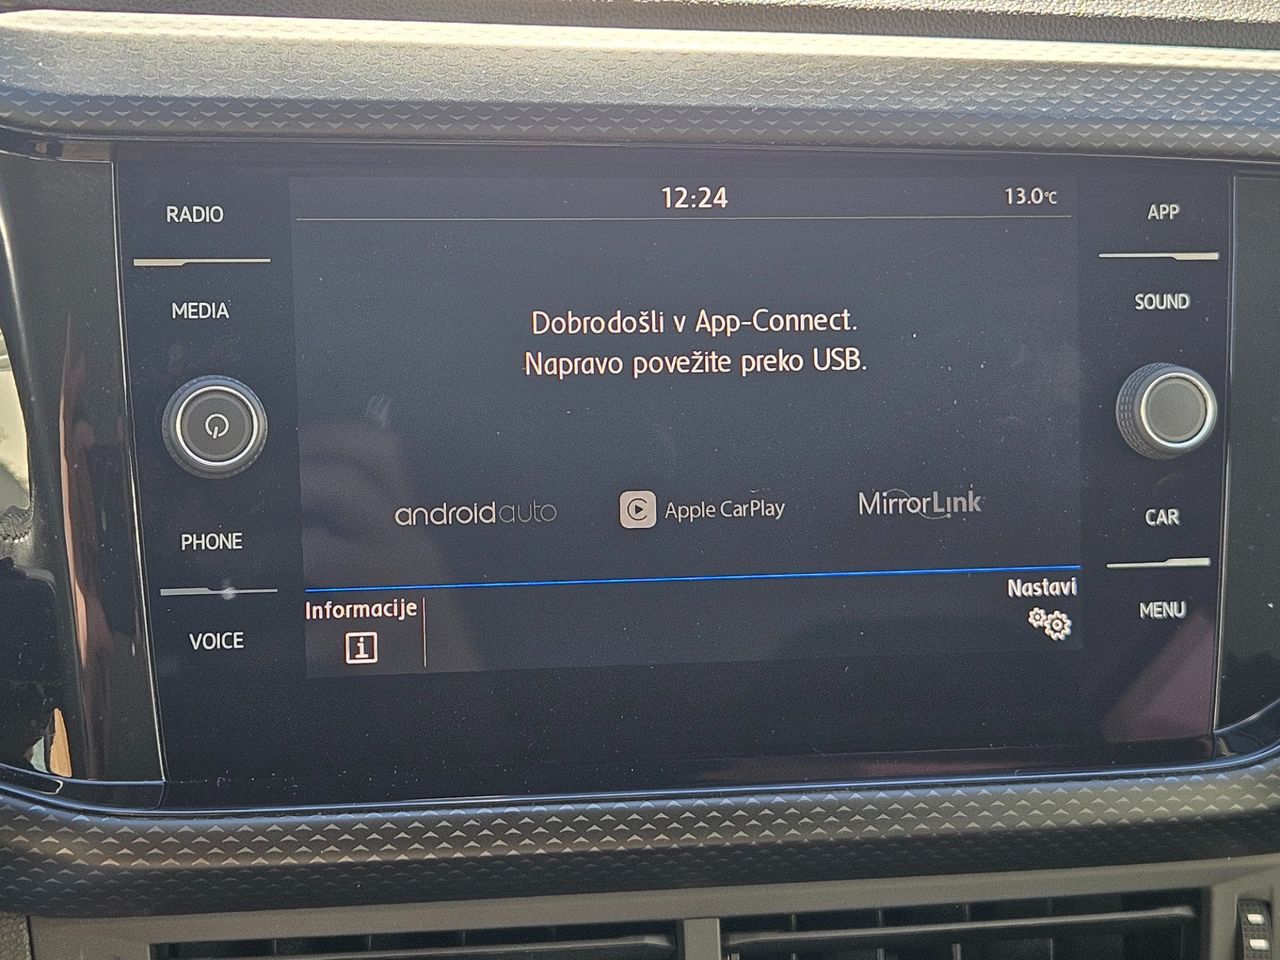 12:24
13.0°C
RADIO
MEDIA
PHONE
VOICE
Dobrodošli v App-Connect.
Napravo povežite preko USB.
androidauto
Apple CarPlay
MirrorLink
Informacije
i
Nastavi
APP
SOUND
CAR
MENU